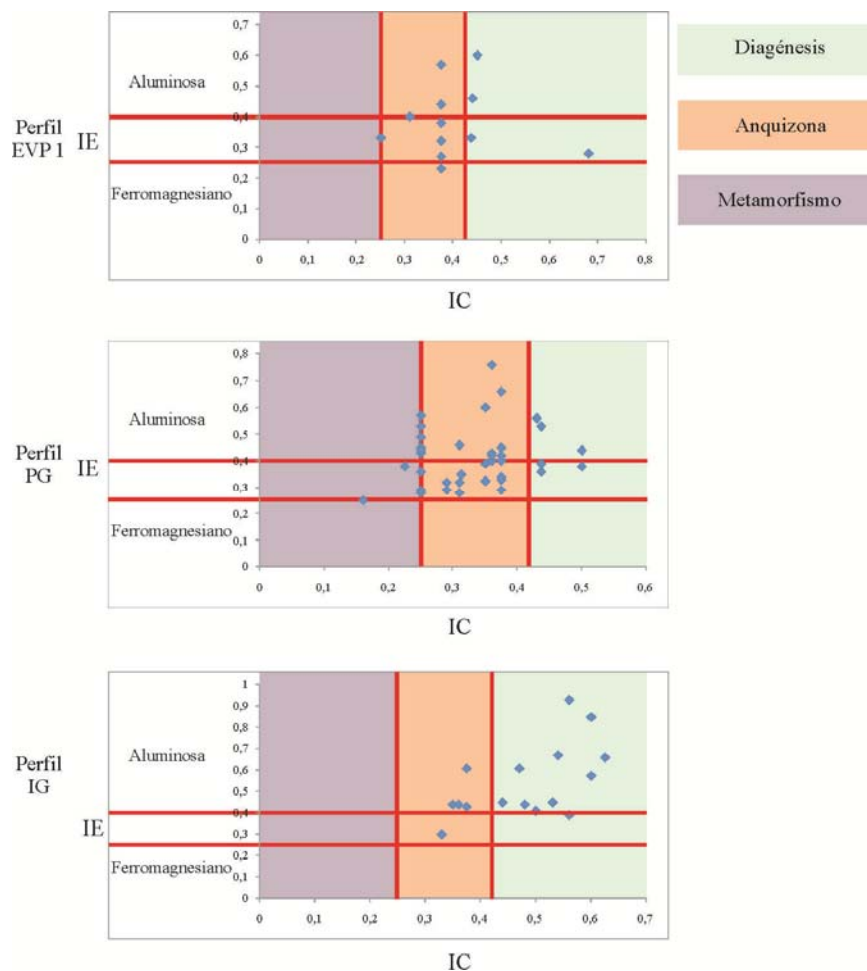 0,7
0,6
0,5
0,4
0,3
0,2
0,1
0
Aluminosa
Ferromagnesiano
Perfil
EVP 1
IE
0 0,1 0,3 0,4 0,6 0,7 0,8
IC
Diagénesis
Anquizona
Metamorfismo
0,8
0,7
0,6
0,5
0,4
0,3
0,2
0,1
0
Aluminosa
Ferromagnesiano
Perfil
PG
IE
0 0,1 0,2 0,3 0,4 0,5 0,6
IC
1
0,9
0,8
0,7
0,6
0,5
0,4
0,3
0,2
0,1
0
Aluminosa
Ferromagnesiano
Perfil
IG
IE
0 0,1 0,2 0,3 0,4 0,5 0,6 0,7
IC